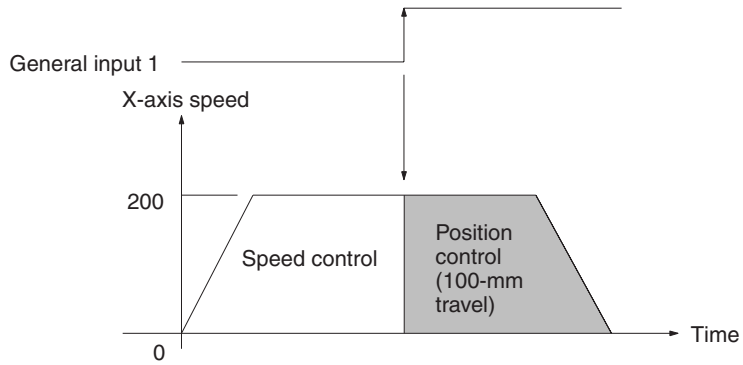 General input 1
X-axis speed
200
Speed control
Position
control
(100-mm
travel)
Time
0